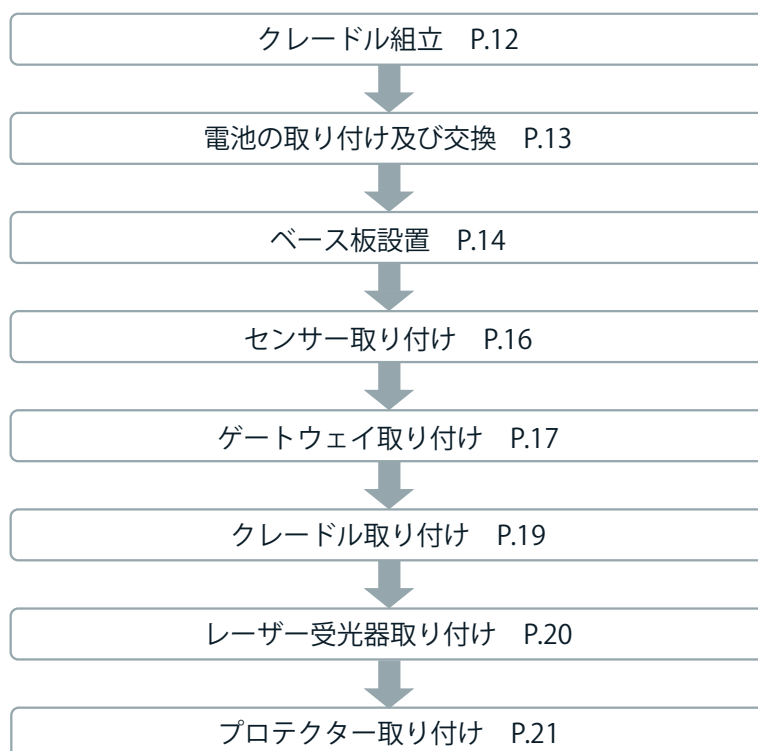 クレードル組立　P.12
電池の取り付け及び交換　P.13
ベース板設置　P.14
センサー取り付け　P.16
ゲートウェイ取り付け　P.17
クレードル取り付け　P.19
レーザー受光器取り付け　P.20
プロテクター取り付け　P.21